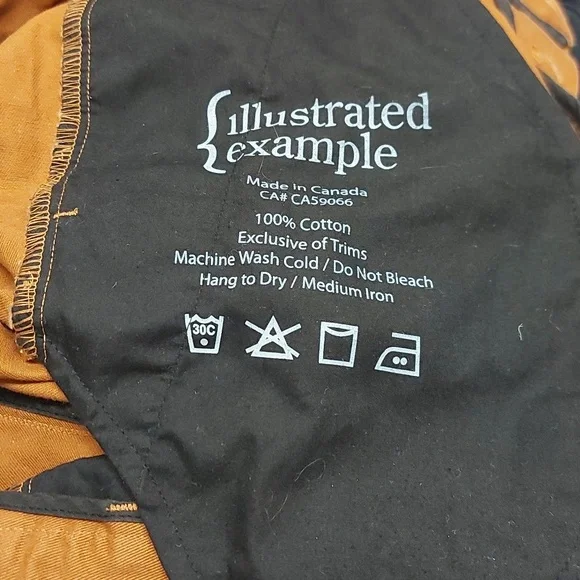 illustrated
example
Made in Canada
CA# CA59066
100% Cotton
Exclusive of Trims
Machine Wash Cold / Do Not Bleach
Hang to Dry / Medium Iron
30C